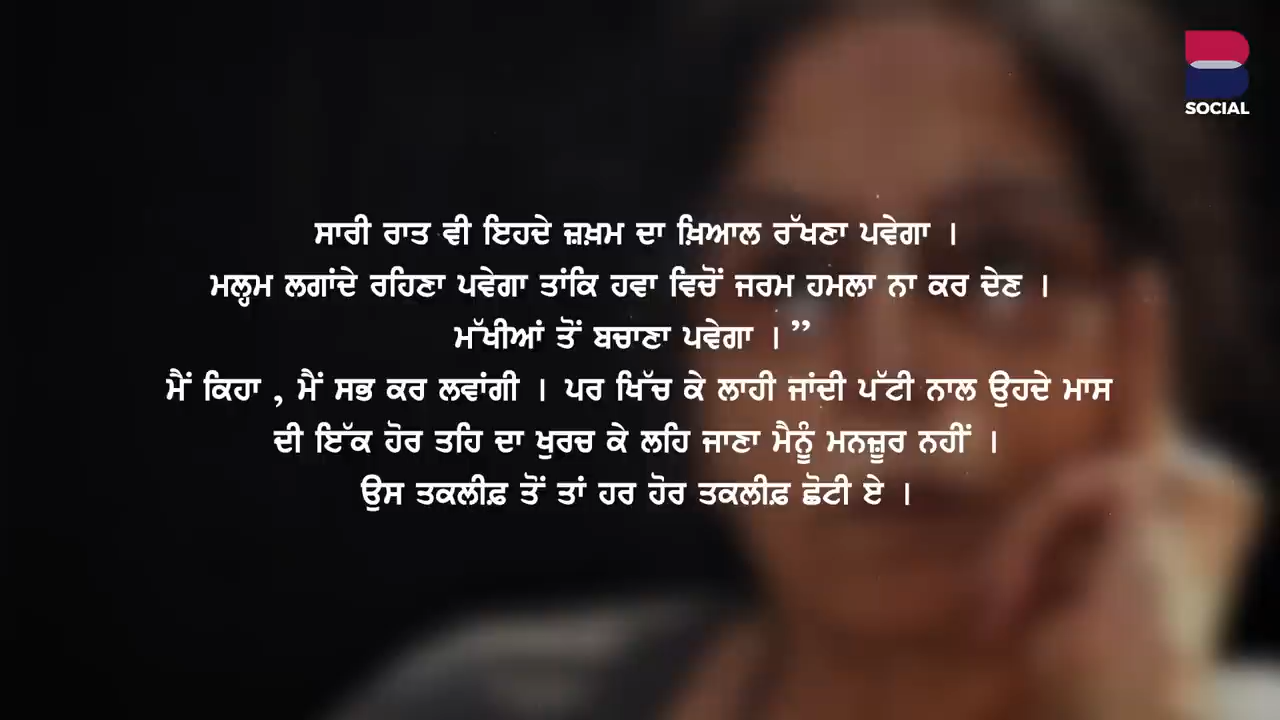 SOCIAL
ਸਾਰੀ ਰਾਤ ਵੀ ਇਹਦੇ ਜ਼ਖ਼ਮ ਦਾ ਖ਼ਿਆਲ ਰੱਖਣਾ ਪਵੇਗਾ ।
ਮਲ੍ਹਮ ਲਗਾਂਦੇ ਰਹਿਣਾ ਪਵੇਗਾ ਤਾਂਕਿ ਹਵਾ ਵਿਚੋਂ ਜਰਮ ਹਮਲਾ ਨਾ ਕਰ ਦੇਣ ।
ਮੱਖੀਆਂ ਤੋਂ ਬਚਾਣਾ ਪਵੇਗਾ ।”
ਮੈਂ ਕਿਹਾ , ਮੈਂ ਸਭ ਕਰ ਲਵਾਂਗੀ । ਪਰ ਖਿੱਚ ਕੇ ਲਾਹੀ ਜਾਂਦੀ ਪੱਟੀ ਨਾਲ ਉਹਦੇ ਮਾਸ
ਦੀ ਇੱਕ ਹੋਰ ਤਹਿ ਦਾ ਖੁਰਚ ਕੇ ਲਹਿ ਜਾਣਾ ਮੈਨੂੰ ਮਨਜ਼ੂਰ ਨਹੀਂ ।
ਉਸ ਤਕਲੀਫ਼ ਤੋਂ ਤਾਂ ਹਰ ਹੋਰ ਤਕਲੀਫ਼ ਛੋਟੀ ਏ ।